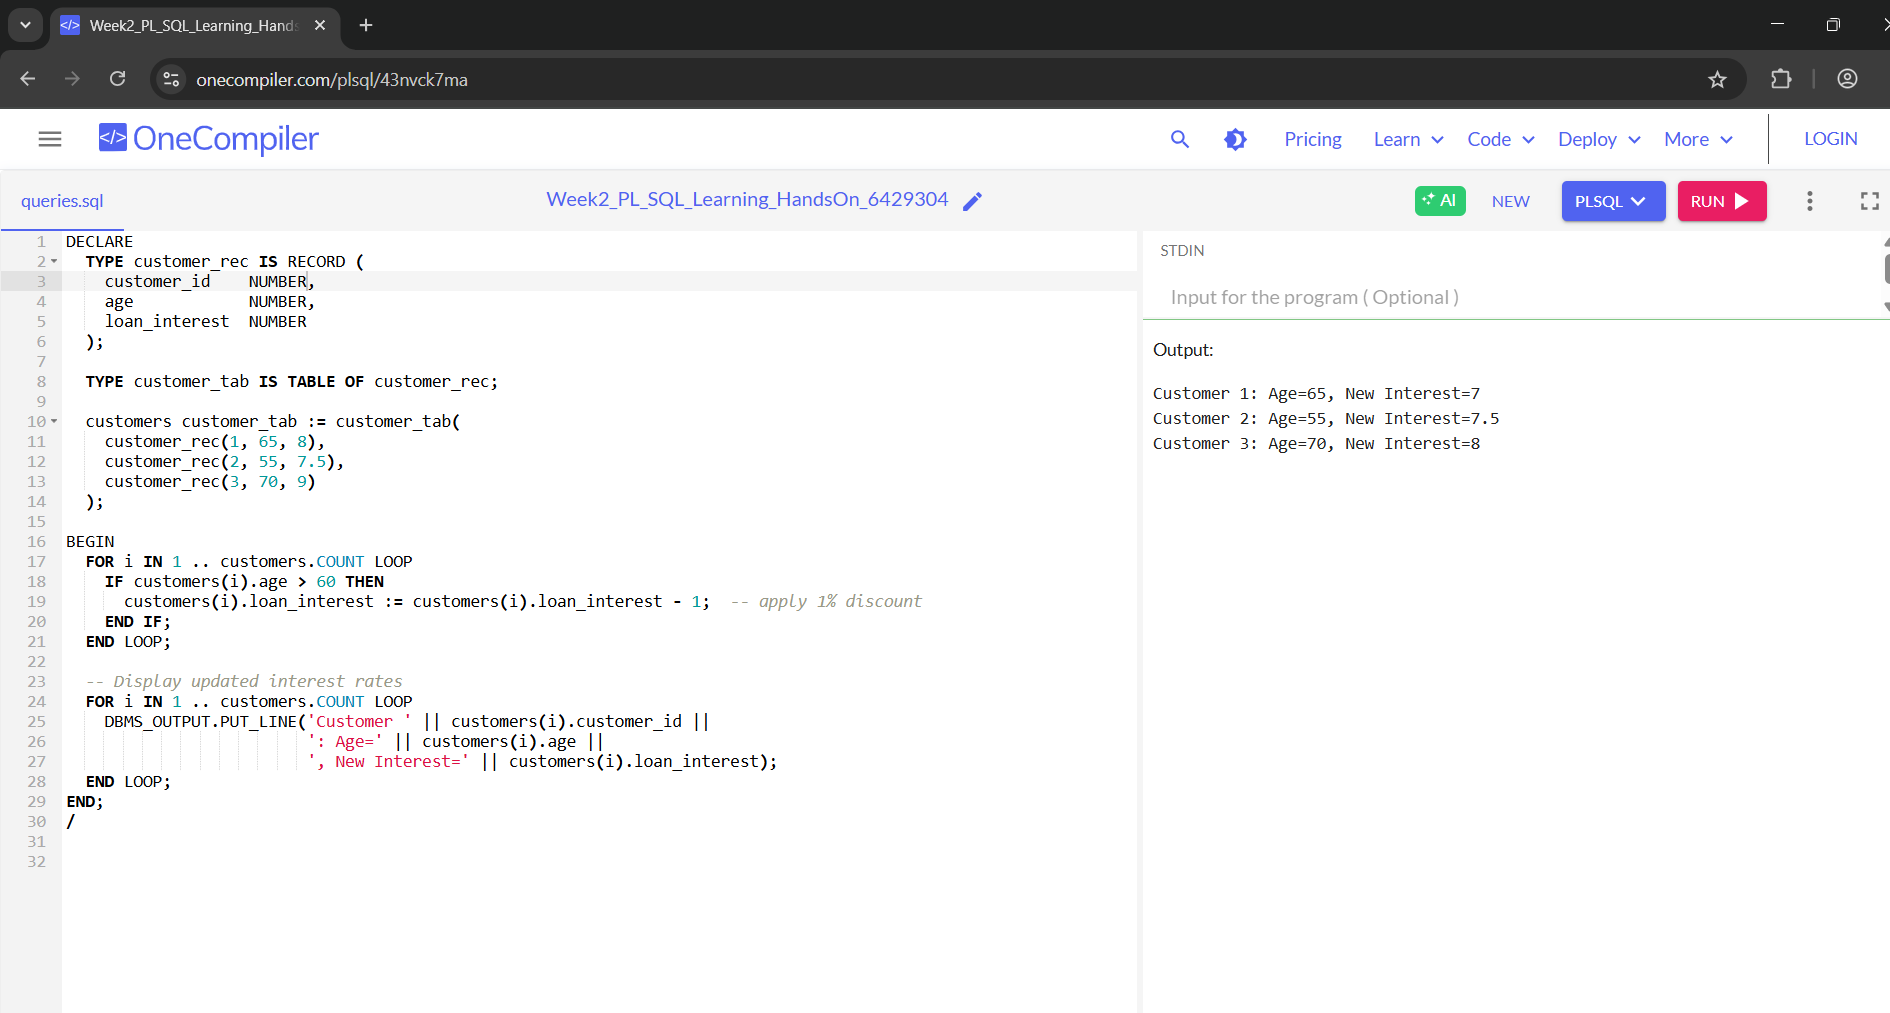 Week2_PL_SQL_Learning_Hands
onecompiler.com/plsql/43nvck7ma
</> OneCompiler
Pricing Learn Code Deploy More LOGIN
queries.sql
Week2_PL_SQL_Learning_HandsOn_6429304
AI NEW PLSQL RUN
1 DECLARE
2 TYPE customer_rec IS RECORD (
3 customer_id NUMBER,
4 age NUMBER,
5 loan_interest NUMBER
6 );
7
8 TYPE customer_tab IS TABLE OF customer_rec;
9
10 customers customer_tab := customer_tab(
11 customer_rec(1, 65, 8),
12 customer_rec(2, 55, 7.5),
13 customer_rec(3, 70, 9)
14 );
15
16 BEGIN
17 FOR i IN 1 .. customers.COUNT LOOP
18 IF customers(i).age > 60 THEN
19 customers(i).loan_interest := customers(i).loan_interest - 1; -- apply 1% discount
20 END IF;
21 END LOOP;
22
23 -- Display updated interest rates
24 FOR i IN 1 .. customers.COUNT LOOP
25 DBMS_OUTPUT.PUT_LINE('Customer ' || customers(i).customer_id ||
26 ': Age=' || customers(i).age ||
27 ', New Interest=' || customers(i).loan_interest);
28 END LOOP;
29 END;
30 /
31
32
STDIN
Input for the program ( Optional )
Output:
Customer 1: Age=65, New Interest=7
Customer 2: Age=55, New Interest=7.5
Customer 3: Age=70, New Interest=8